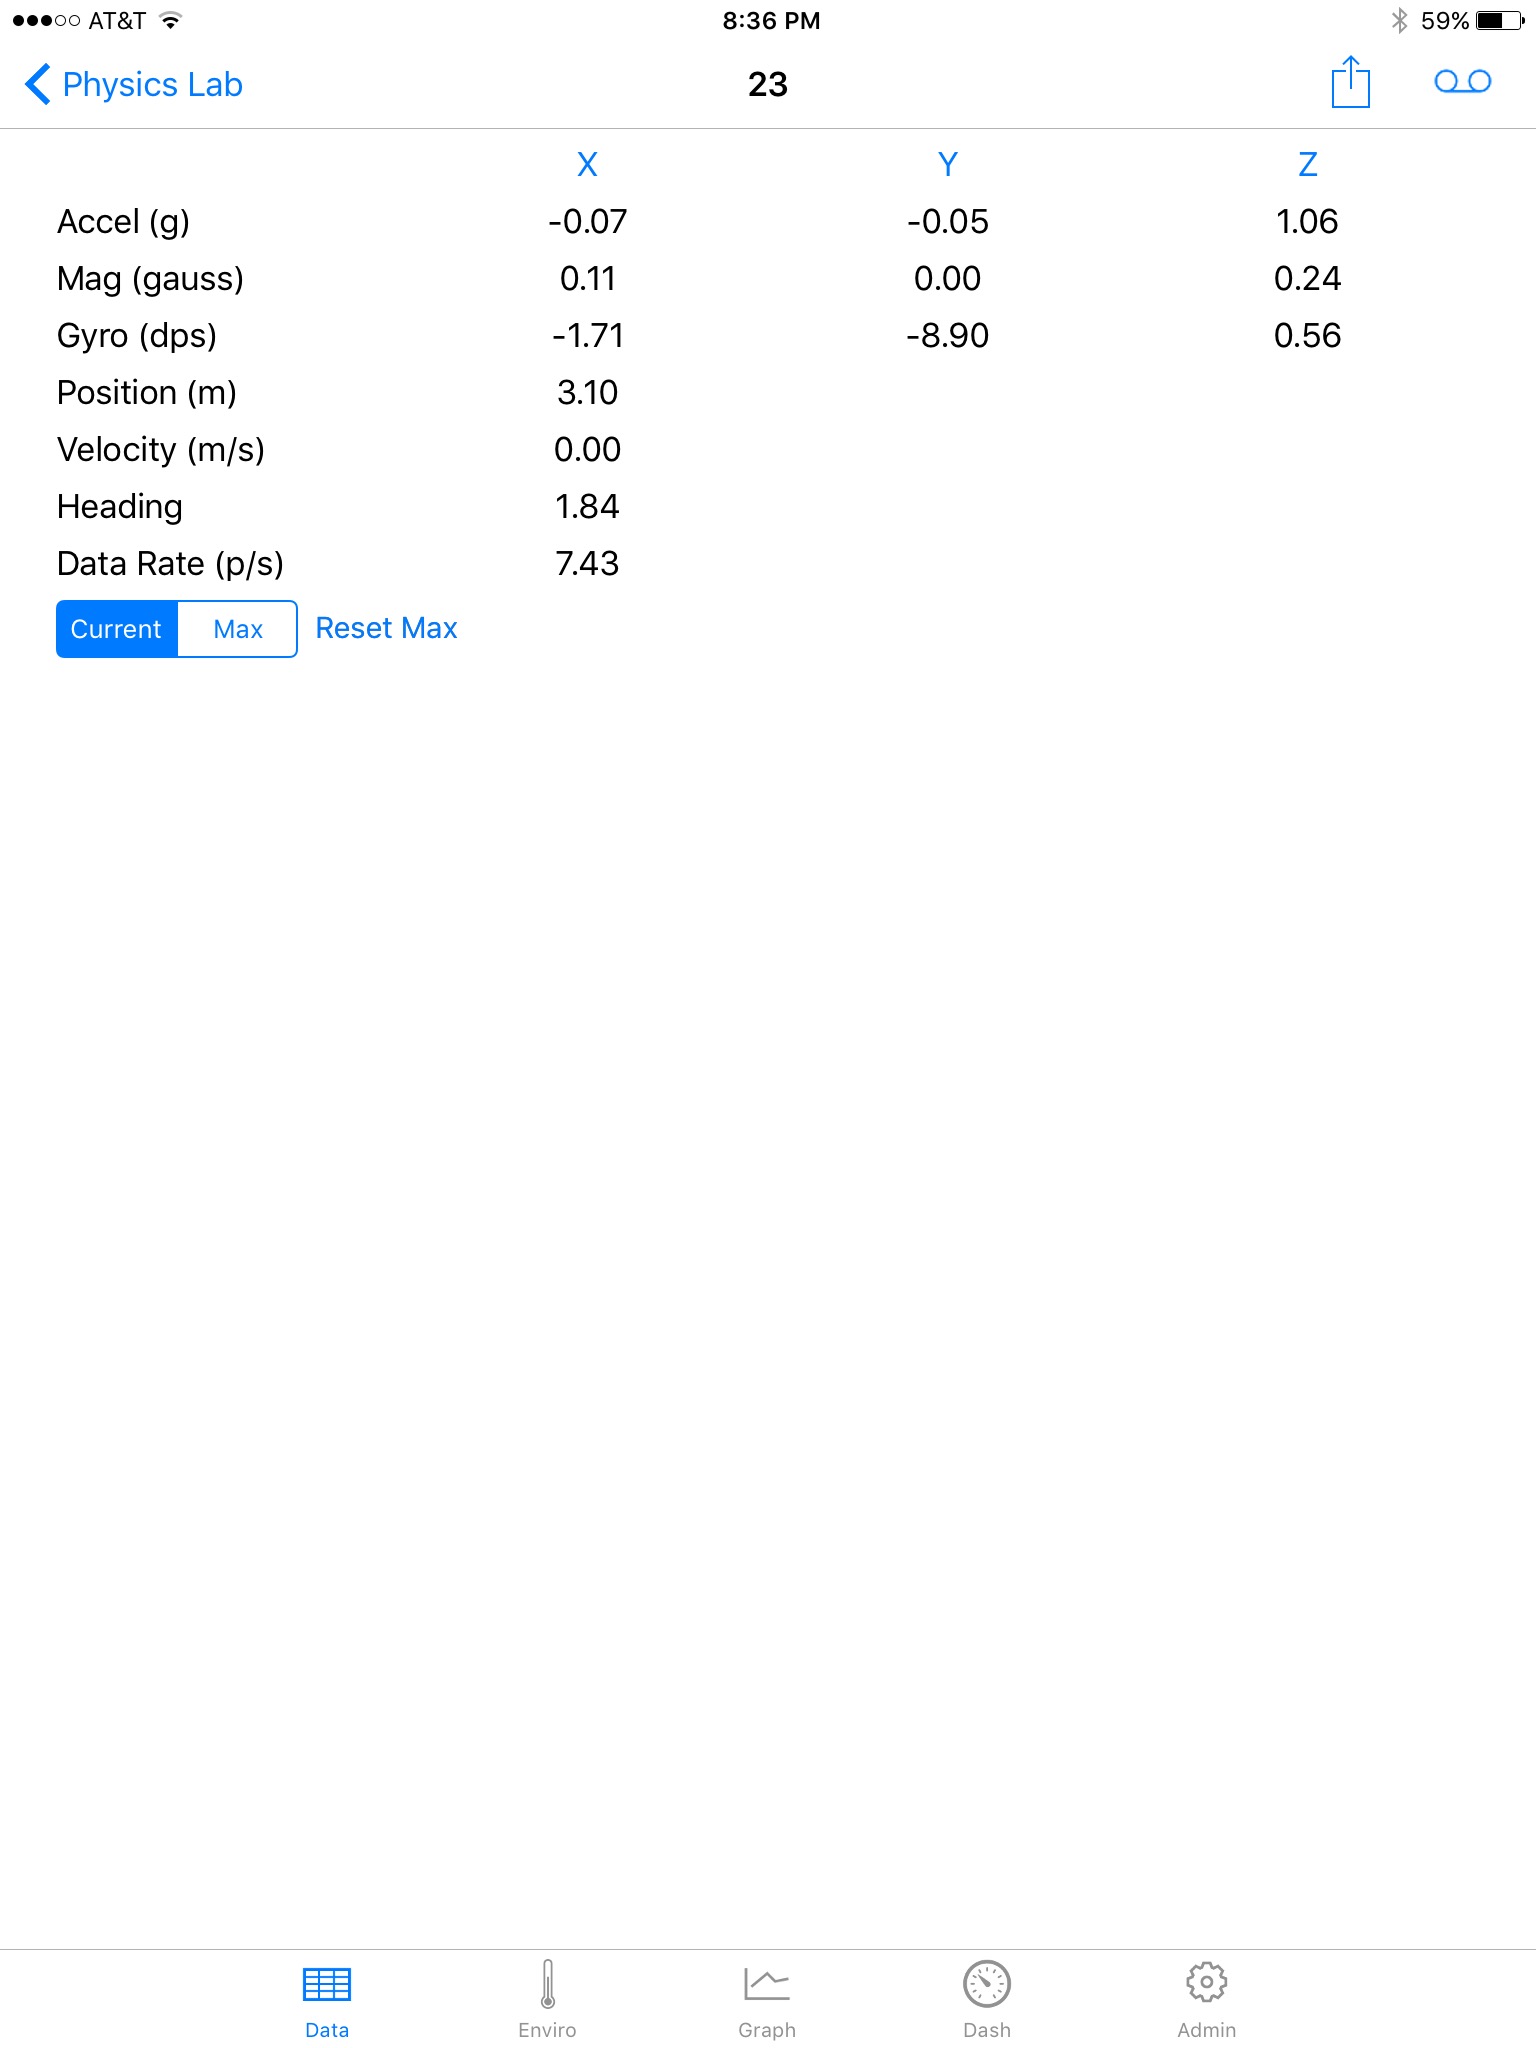 AT&T 8:36 PM 59%
Physics Lab 23
X Y Z
Accel (g) -0.07 -0.05 1.06
Mag (gauss) 0.11 0.00 0.24
Gyro (dps) -1.71 -8.90 0.56
Position (m) 3.10
Velocity (m/s) 0.00
Heading 1.84
Data Rate (p/s) 7.43
Current Max Reset Max
Data Enviro Graph Dash Admin